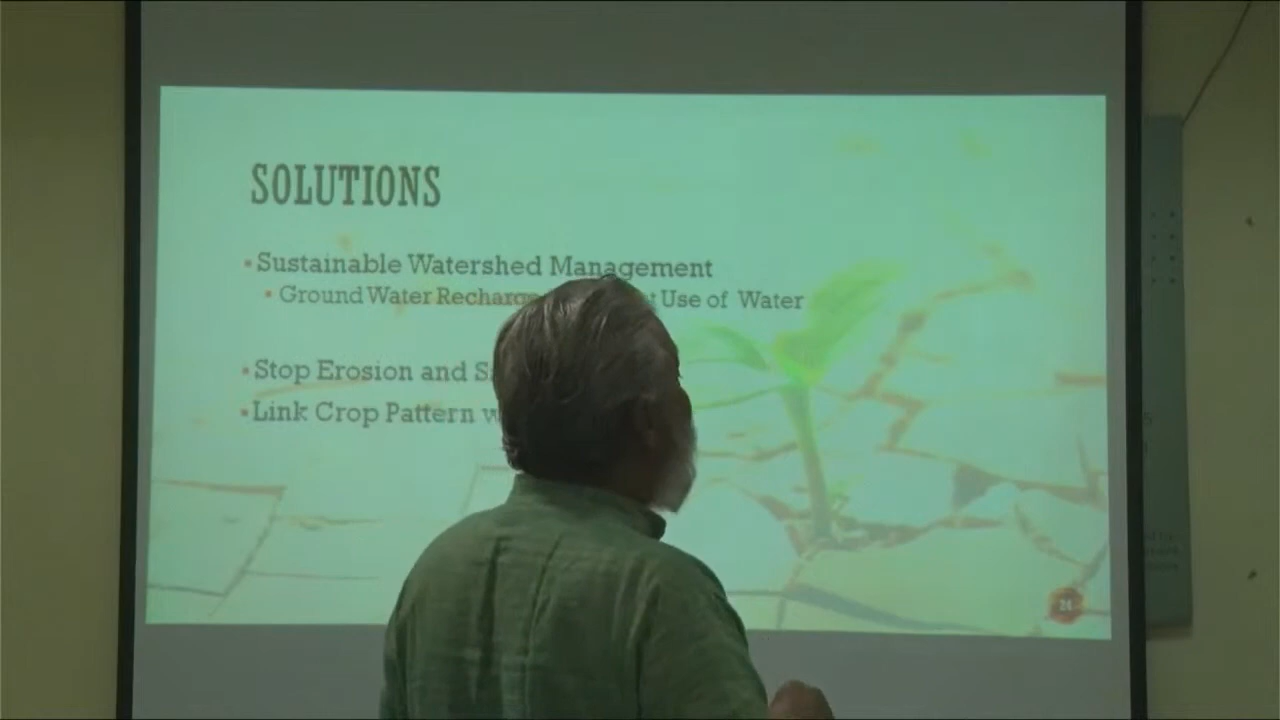 SOLUTIONS
Sustainable Watershed Management
Ground Water Recharge Use of Water
Stop Erosion and
Link Crop Pattern